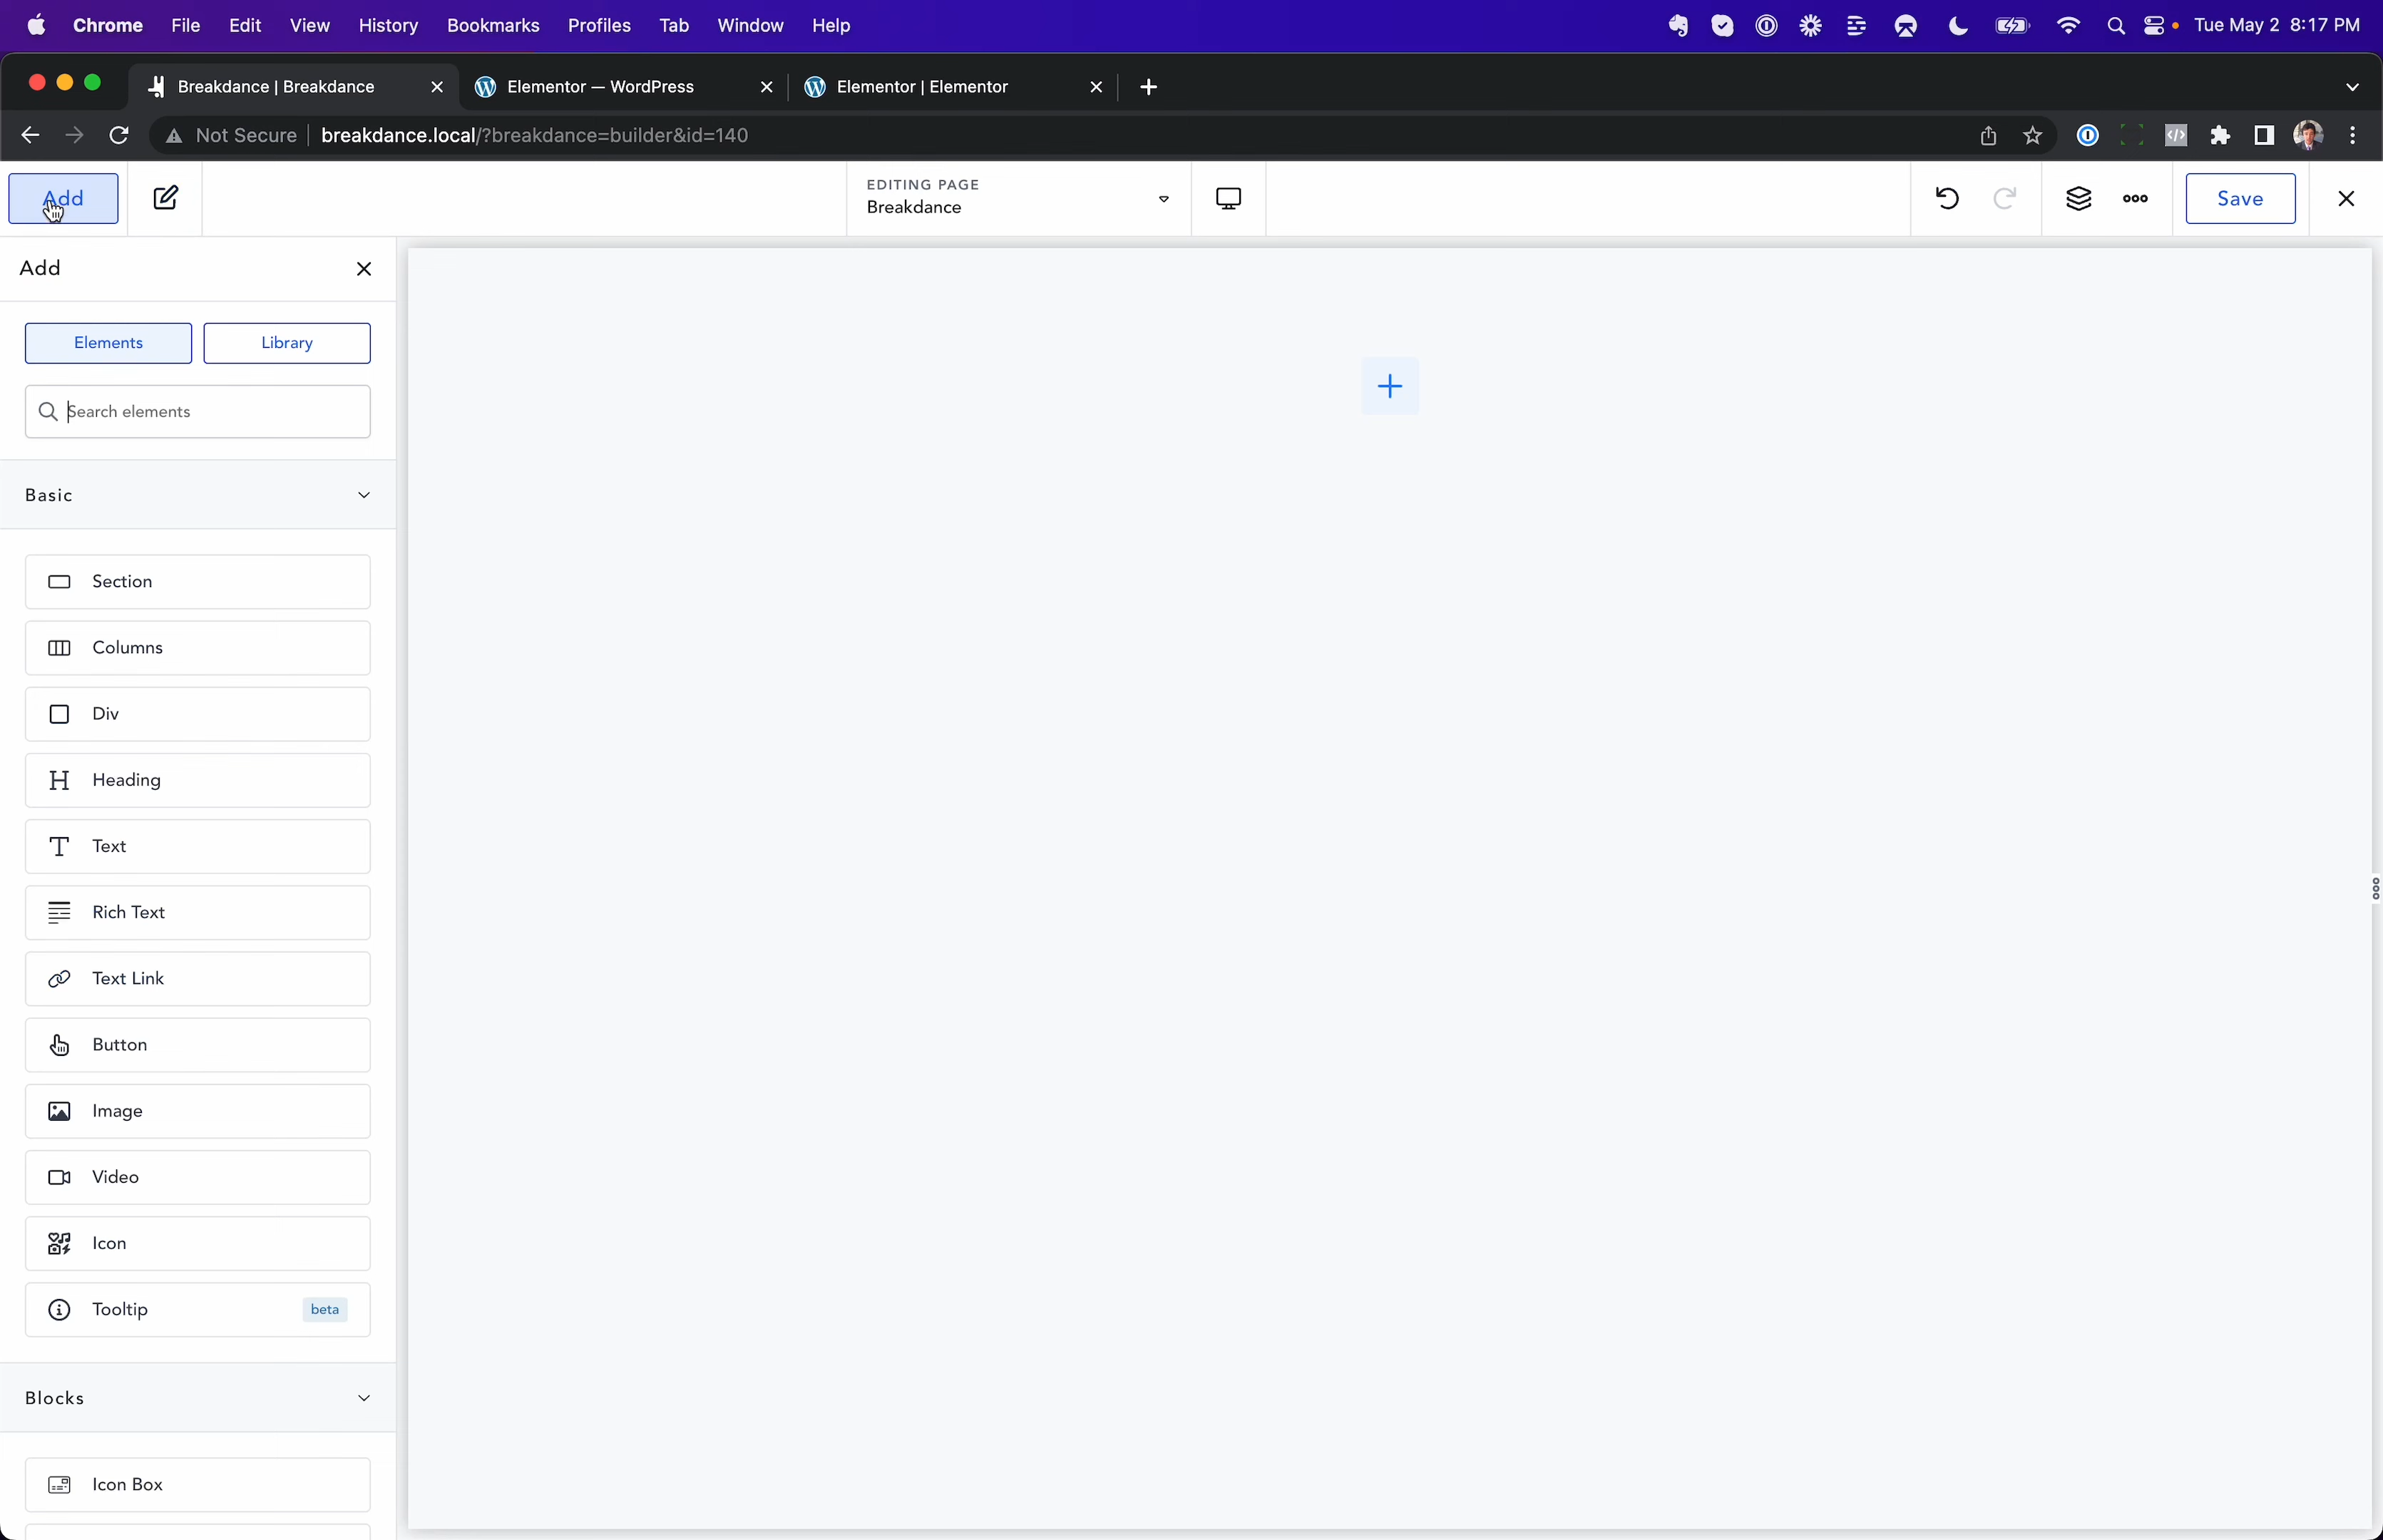 Chrome File Edit View History Bookmarks Profiles Tab Window Help Tue May 2 8:17 PM
Breakdance | Breakdance Elementor — WordPress Elementor | Elementor
Not Secure breakdance.local/?breakdance=builder&id=140
Add
EDITING PAGE
Breakdance
Save
Add
Elements Library
Search elements
Basic
Section
Columns
Div
Heading
Text
Rich Text
Text Link
Button
Image
Video
Icon
Tooltip beta
Blocks
Icon Box